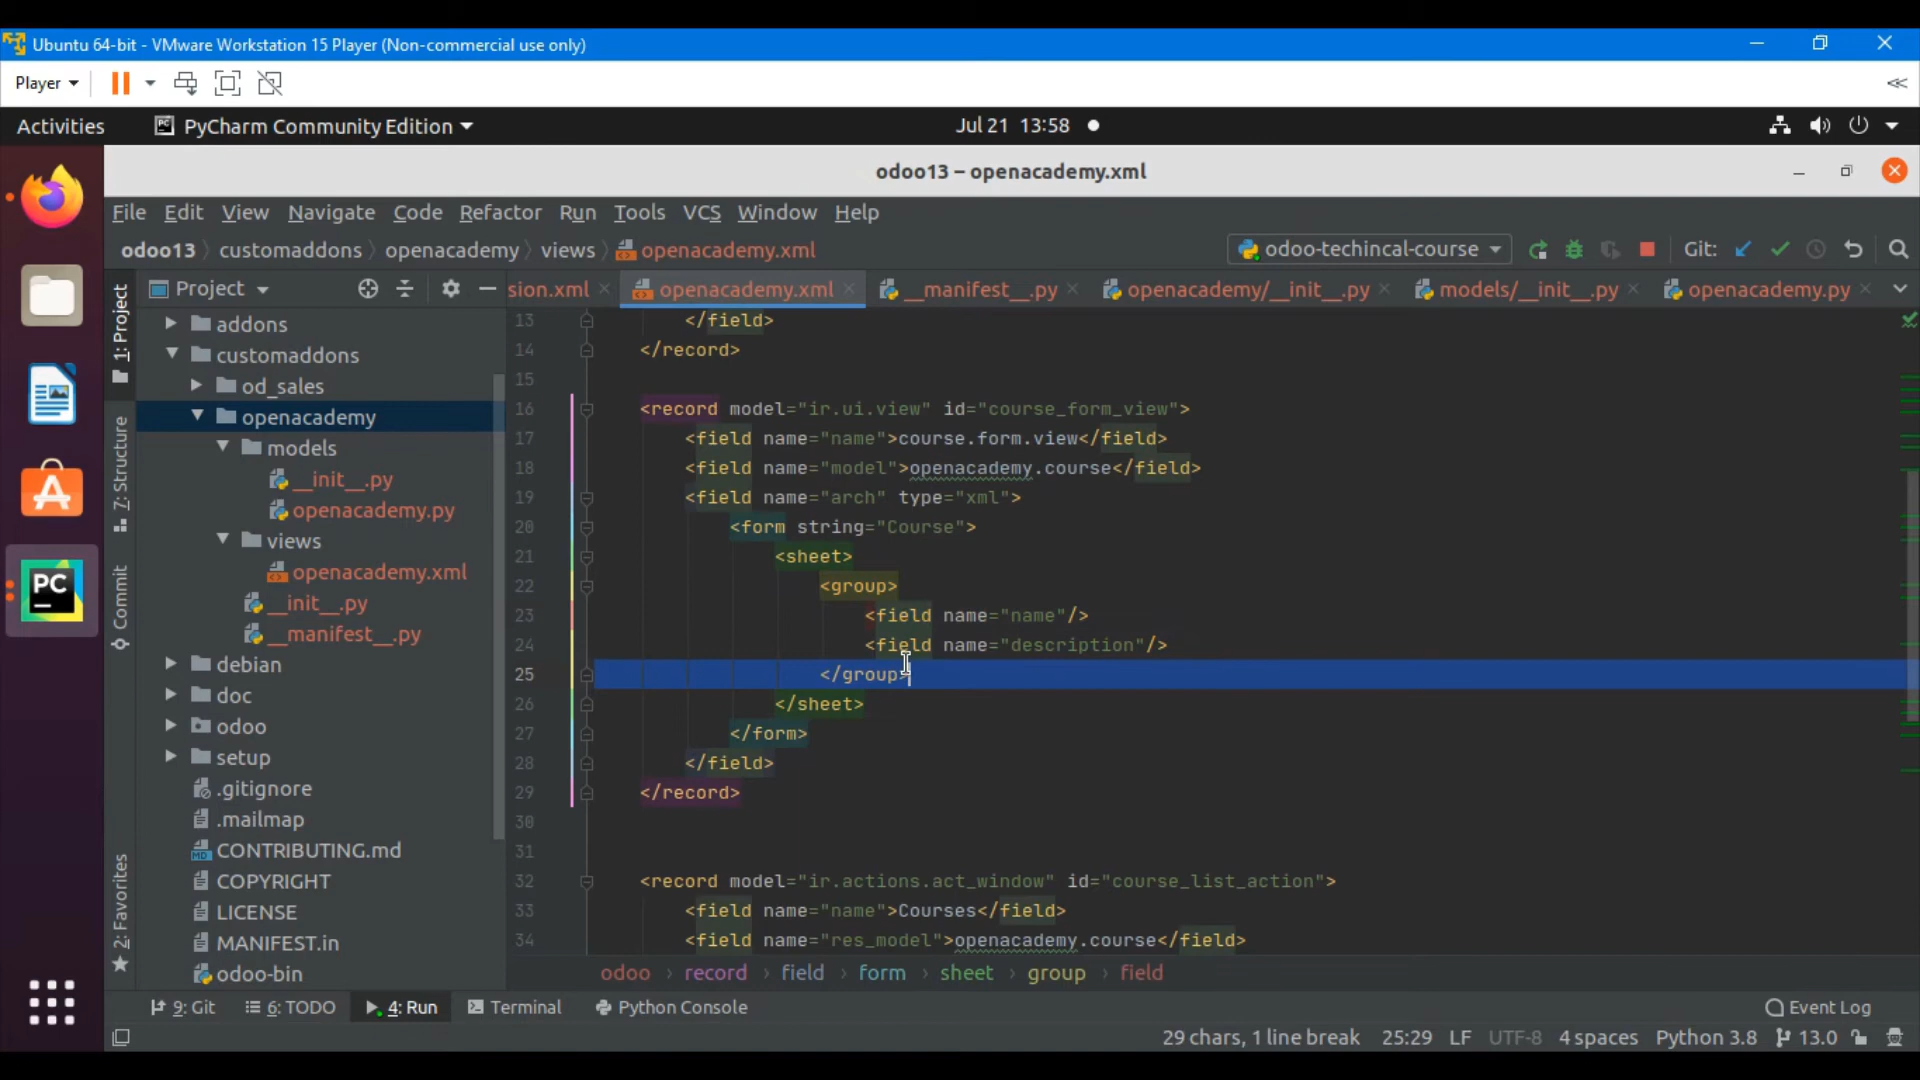 Ubuntu 64-bit - VMware Workstation 15 Player (Non-commercial use only)
Player
Activities
PyCharm Community Edition
Jul 21 13:58
odoo13 – openacademy.xml
File Edit View Navigate Code Refactor Run Tools VCS Window Help
odoo13 customaddons openacademy views openacademy.xml
odoo-techincal-course
Git:
1: Project
7: Structure
Commit
2: Favorites
Project
addons
customaddons
od_sales
openacademy
models
__init__.py
openacademy.py
views
openacademy.xml
__init__.py
__manifest__.py
debian
doc
odoo
setup
.gitignore
.mailmap
CONTRIBUTING.md
COPYRIGHT
LICENSE
MANIFEST.in
odoo-bin
sion.xml openacademy.xml __manifest__.py openacademy/__init__.py models/__init__.py openacademy.py
13 </field>
14 </record>
15
16 <record model="ir.ui.view" id="course_form_view">
17 <field name="name">course.form.view</field>
18 <field name="model">openacademy.course</field>
19 <field name="arch" type="xml">
20 <form string="Course">
21 <sheet>
22 <group>
23 <field name="name"/>
24 <field name="description"/>
25 </group>
26 </sheet>
27 </form>
28 </field>
29 </record>
30
31
32 <record model="ir.actions.act_window" id="course_list_action">
33 <field name="name">Courses</field>
34 <field name="res_model">openacademy.course</field>
odoo record field form sheet group field
9: Git 6: TODO 4: Run Terminal Python Console Event Log
29 chars, 1 line break 25:29 LF UTF-8 4 spaces Python 3.8 13.0
PC